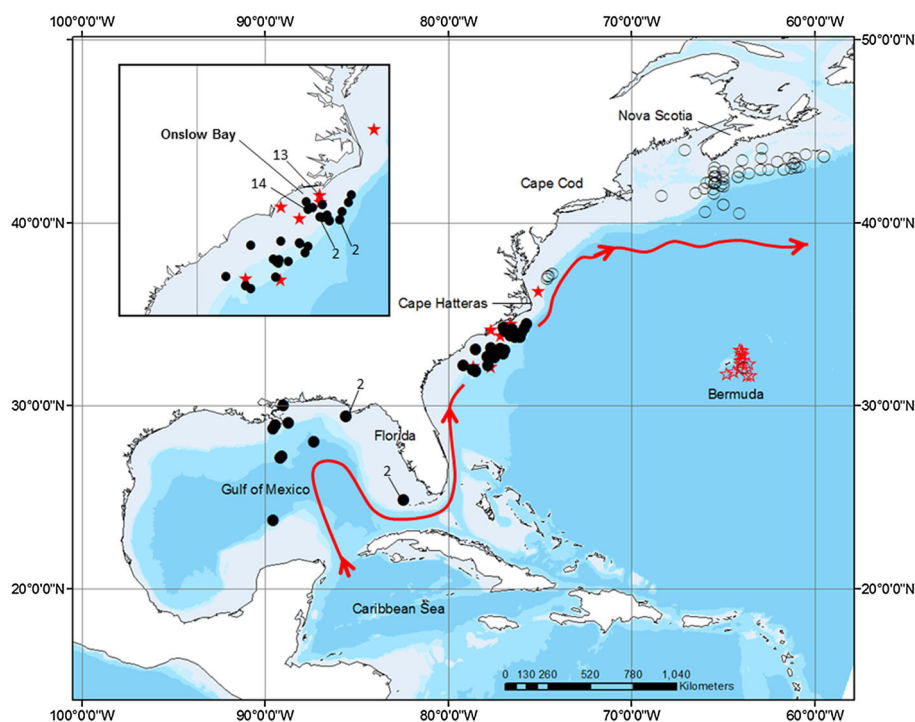 100°0'0"W 90°0'0"W 80°0'0"W 70°0'0"W 60°0'0"W
50°0'0"N
Nova Scotia
Onslow Bay
13
14
Cape Cod
40°0'0"N 40°0'0"N
2 2
Cape Hatteras
Bermuda
30°0'0"N 30°0'0"N
2
Florida
2
Gulf of Mexico
20°0'0"N 20°0'0"N
Caribbean Sea
0 130 260 520 780 1,040
Kilometers
100°0'0"W 90°0'0"W 80°0'0"W 70°0'0"W 60°0'0"W